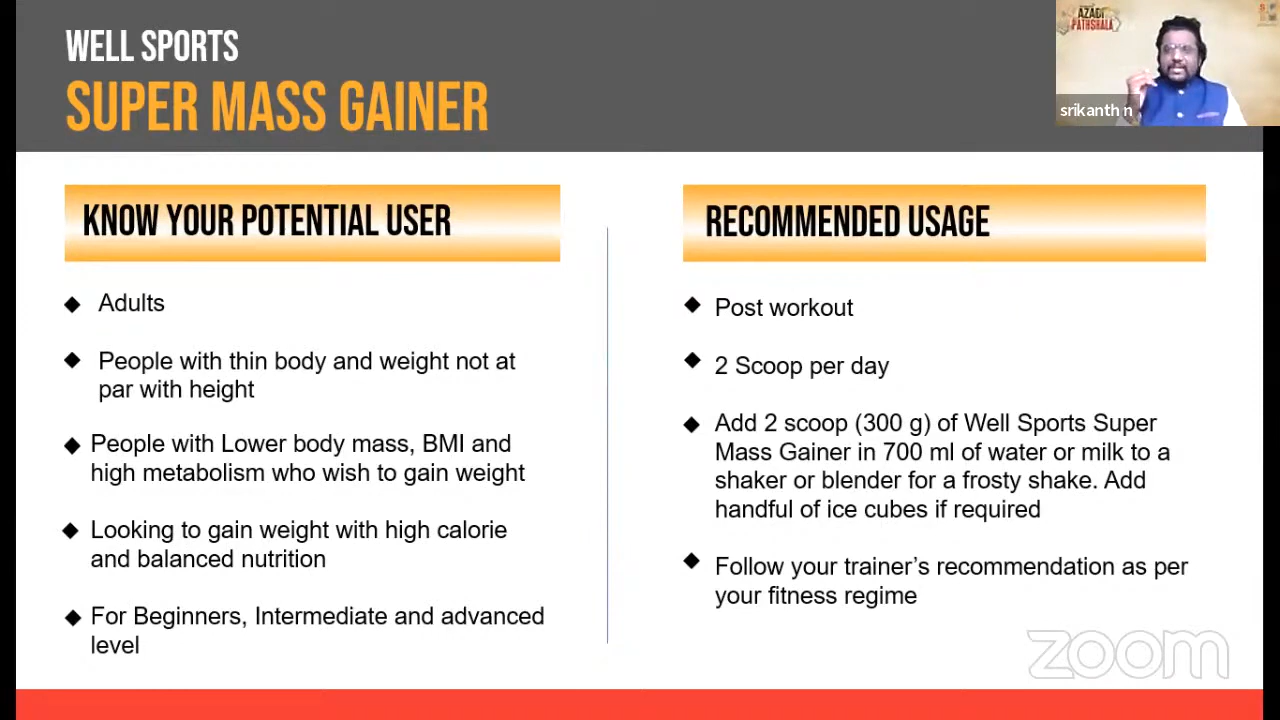 WELL SPORTS
SUPER MASS GAINER
AZADI
PATHSHALA
srikanth n
KNOW YOUR POTENTIAL USER
Adults
People with thin body and weight not at
par with height
People with Lower body mass, BMI and
high metabolism who wish to gain weight
Looking to gain weight with high calorie
and balanced nutrition
For Beginners, Intermediate and advanced
level
RECOMMENDED USAGE
Post workout
2 Scoop per day
Add 2 scoop (300 g) of Well Sports Super
Mass Gainer in 700 ml of water or milk to a
shaker or blender for a frosty shake. Add
handful of ice cubes if required
Follow your trainer’s recommendation as per
your fitness regime
zoom